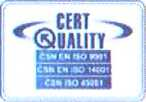 CERT
QUALITY
ČSN EN ISO 9001
ČSN EN ISO 14001
ČSN ISO 45001